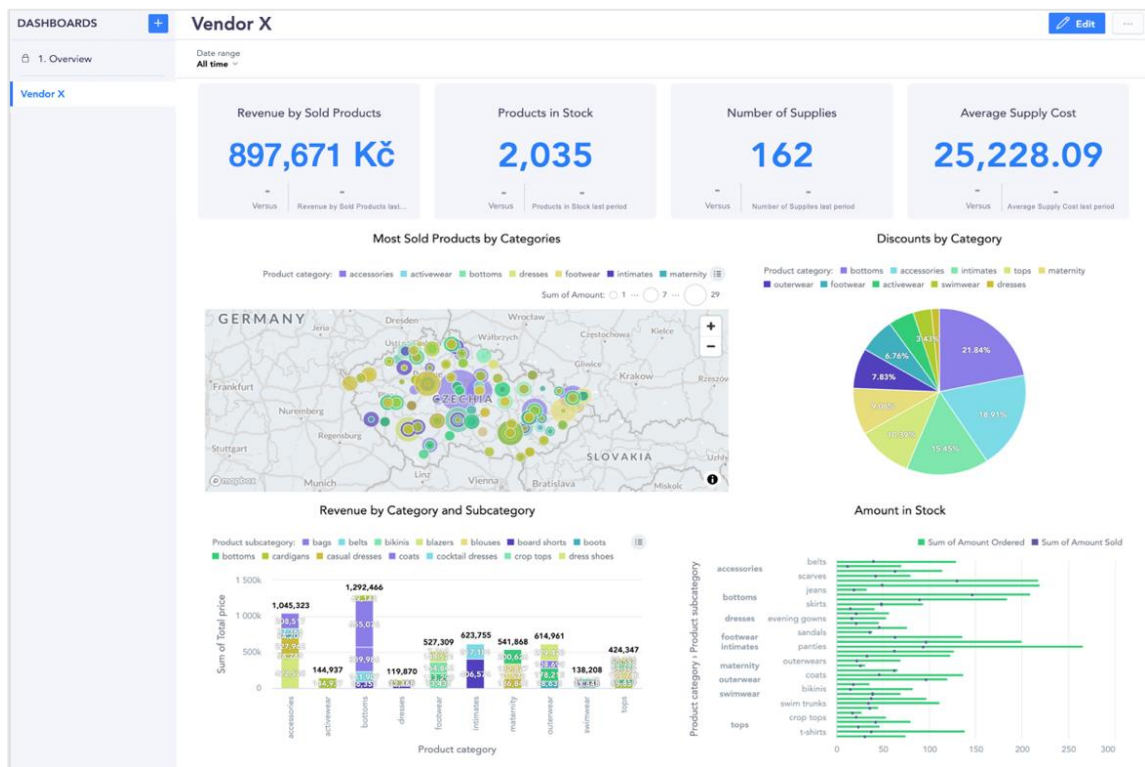 DASHBOARDS
+
1. Overview
Vendor X
Vendor X
Edit
Date range
All time
Revenue by Sold Products
897,671 Kč
-
-
Versus
Revenue by Sold Products last...
Products in Stock
2,035
-
-
Versus
Products in Stock last period
Number of Supplies
162
-
-
Versus
Number of Supplies last period
Average Supply Cost
25,228.09
-
-
Versus
Average Supply Cost last period
Most Sold Products by Categories
Product category: accessories activewear bottoms dresses footwear intimates maternity
Sum of Amount: 1 ... 7 ... 29
GERMANY
Jeria
Dresden
Wrocław
Wałbrzych
Częstochowa
Kielce
Gliwice
Krakow
Rzeszów
Frankfurt
CZECHIA
Nuremberg
Regensburg
Stuttgart
SLOVAKIA
Linz
Munich
Vienna
Bratislava
Miskolc
mapbox
+
−
Discounts by Category
Product category: bottoms accessories intimates tops maternity
outerwear footwear activewear swimwear dresses
21.84%
18.91%
15.45%
7.83%
6.76%
3.43%
Revenue by Category and Subcategory
Product subcategory: bags belts bikinis blazers blouses board shorts boots
bottoms cardigans casual dresses coats cocktail dresses crop tops dress shoes
Sum of Total price
1 500k
1 000k
500k
0
1,045,323
144,937
1,292,466
119,870
527,309
623,755
541,868
614,961
138,208
424,347
accessories
activewear
bottoms
dresses
footwear
intimates
maternity
outerwear
swimwear
tops
Product category
Amount in Stock
Sum of Amount Ordered Sum of Amount Sold
Product category › Product subcategory
accessories
bottoms
dresses
footwear
intimates
maternity
outerwear
swimwear
tops
belts
scarves
jeans
skirts
evening gowns
sandals
panties
outerwears
coats
bikinis
swim trunks
crop tops
t-shirts
0 50 100 150 200 250 300